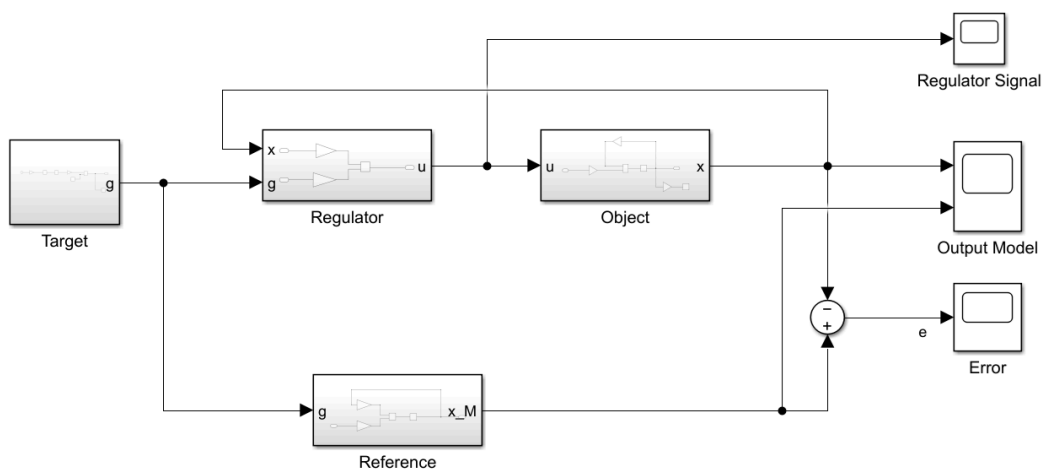 Regulator Signal
x
g
u
Regulator
u
x
Object
g
Target
Output Model
−
+
e
Error
g
x_M
Reference